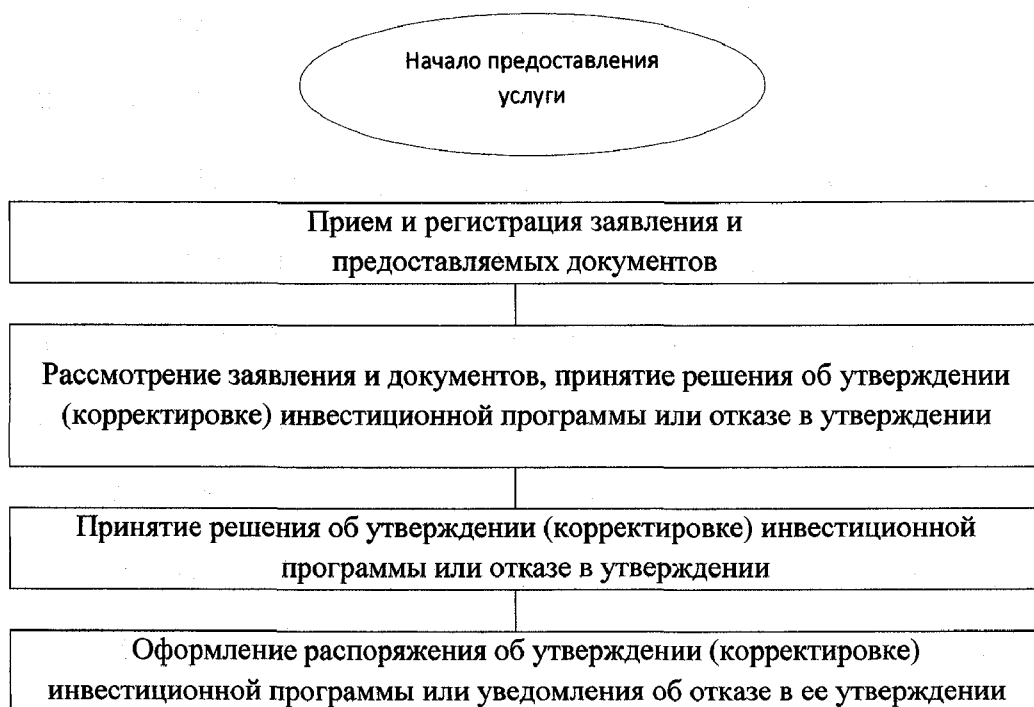 Начало предоставления
услуги
Прием и регистрация заявления и
предоставляемых документов
Рассмотрение заявления и документов, принятие решения об утверждении
(корректировке) инвестиционной программы или отказе в утверждении
Принятие решения об утверждении (корректировке) инвестиционной
программы или отказе в утверждении
Оформление распоряжения об утверждении (корректировке)
инвестиционной программы или уведомления об отказе в ее утверждении